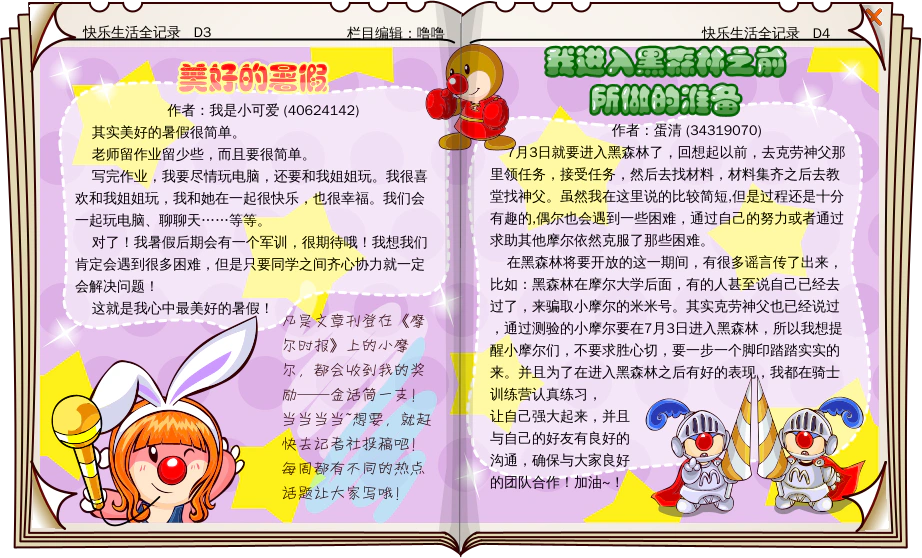 快乐生活全记录 D3
栏目编辑：噜噜
美好的暑假
作者：我是小可爱 (40624142)
其实美好的暑假很简单。
老师留作业留少些，而且要很简单。
写完作业，我要尽情玩电脑，还要和我姐姐玩。我很喜
欢和我姐姐玩，我和她在一起很快乐，也很幸福。我们会
一起玩电脑、聊聊天……等等。
对了！我暑假后期会有一个军训，很期待哦！我想我们
肯定会遇到很多困难，但是只要同学之间齐心协力就一定
会解决问题！
这就是我心中最美好的暑假！
凡是文章刊登在《摩
尔时报》上的小摩
尔，都会收到我的奖
励——金话筒一支！
当当当当~想要，就赶
快去记者社投稿吧！
每周都有不同的热点
话题让大家写哦！
快乐生活全记录 D4
我进入黑森林之前
所做的准备
作者：蛋清 (34319070)
7月3日就要进入黑森林了，回想起以前，去克劳神父那
里领任务，接受任务，然后去找材料，材料集齐之后去教
堂找神父。虽然我在这里说的比较简短,但是过程还是十分
有趣的,偶尔也会遇到一些困难，通过自己的努力或者通过
求助其他摩尔依然克服了那些困难。
在黑森林将要开放的这一期间，有很多谣言传了出来，
比如：黑森林在摩尔大学后面，有的人甚至说自己已经去
过了，来骗取小摩尔的米米号。其实克劳神父也已经说过
，通过测验的小摩尔要在7月3日进入黑森林，所以我想提
醒小摩尔们，不要求胜心切，要一步一个脚印踏踏实实的
来。并且为了在进入黑森林之后有好的表现，我都在骑士
训练营认真练习，
让自己强大起来，并且
与自己的好友有良好的
沟通，确保与大家良好
的团队合作！加油~！